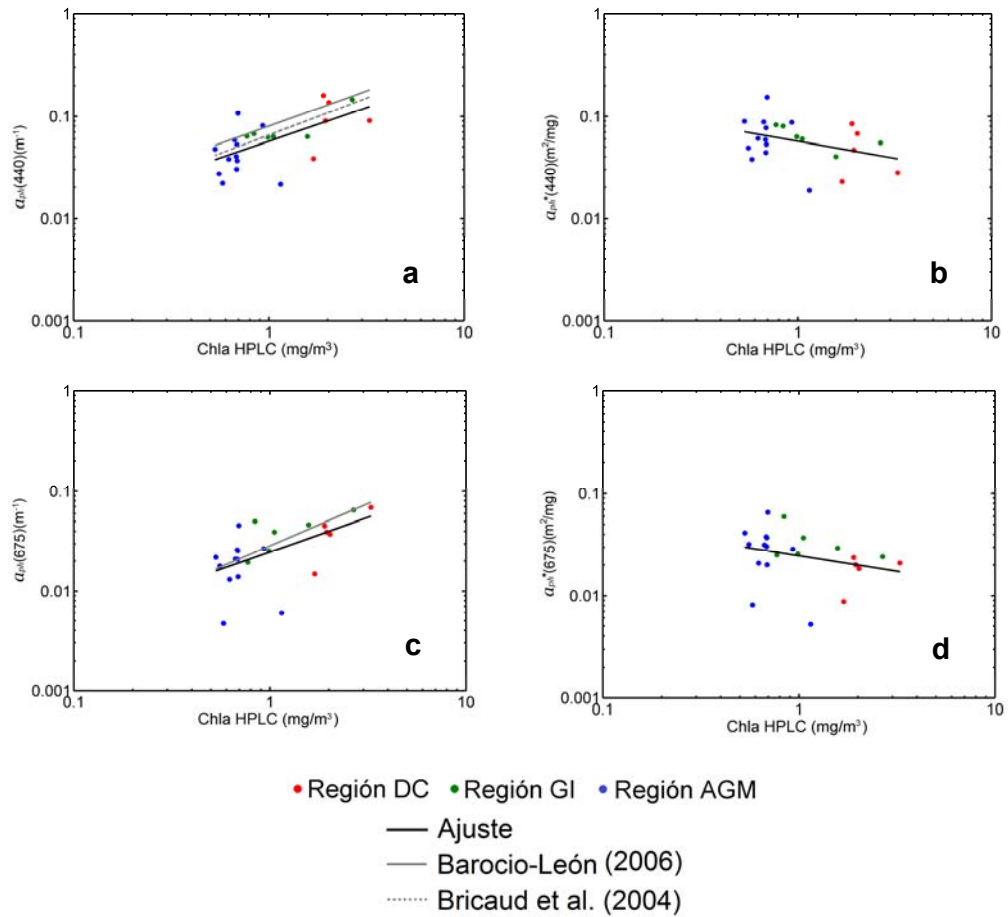 1
0.1
0.01
0.001
0.1
1
10
aph(440)(m⁻¹)
Chla HPLC (mg/m³)
a
1
0.1
0.01
0.001
0.1
1
10
aph*(440)(m²/mg)
Chla HPLC (mg/m³)
b
1
0.1
0.01
0.001
0.1
1
10
aph(675)(m⁻¹)
Chla HPLC (mg/m³)
c
1
0.1
0.01
0.001
0.1
1
10
aph*(675)(m²/mg)
Chla HPLC (mg/m³)
d
Región DC Región GI Región AGM
Ajuste
Barocio-León (2006)
Bricaud et al. (2004)